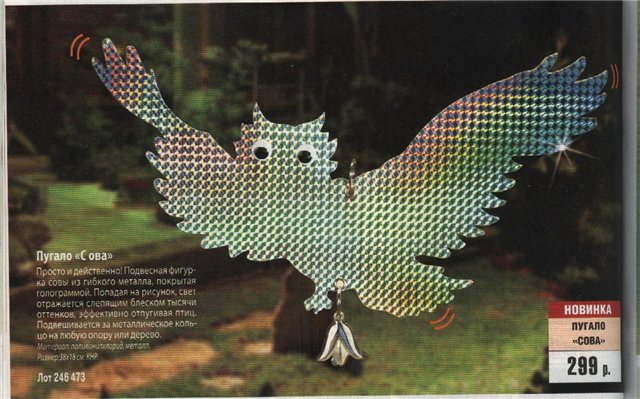 Пугало «С ова»
Просто и действенно! Подвесная фигур-
ка совы из гибкого металла, покрытая
голограммой. Попадая на рисунок, свет
отражается слепящим блеском тысячи
оттенков, эффективно отпугивая птиц.
Подвешивается за металлическое коль-
цо на любую опору или дерево.
Материал: поливинилхлорид, металл.
Размер: 38х18 см. КНР.
Лот 246 473
НОВИНКА
ПУГАЛО
«СОВА»
299 р.